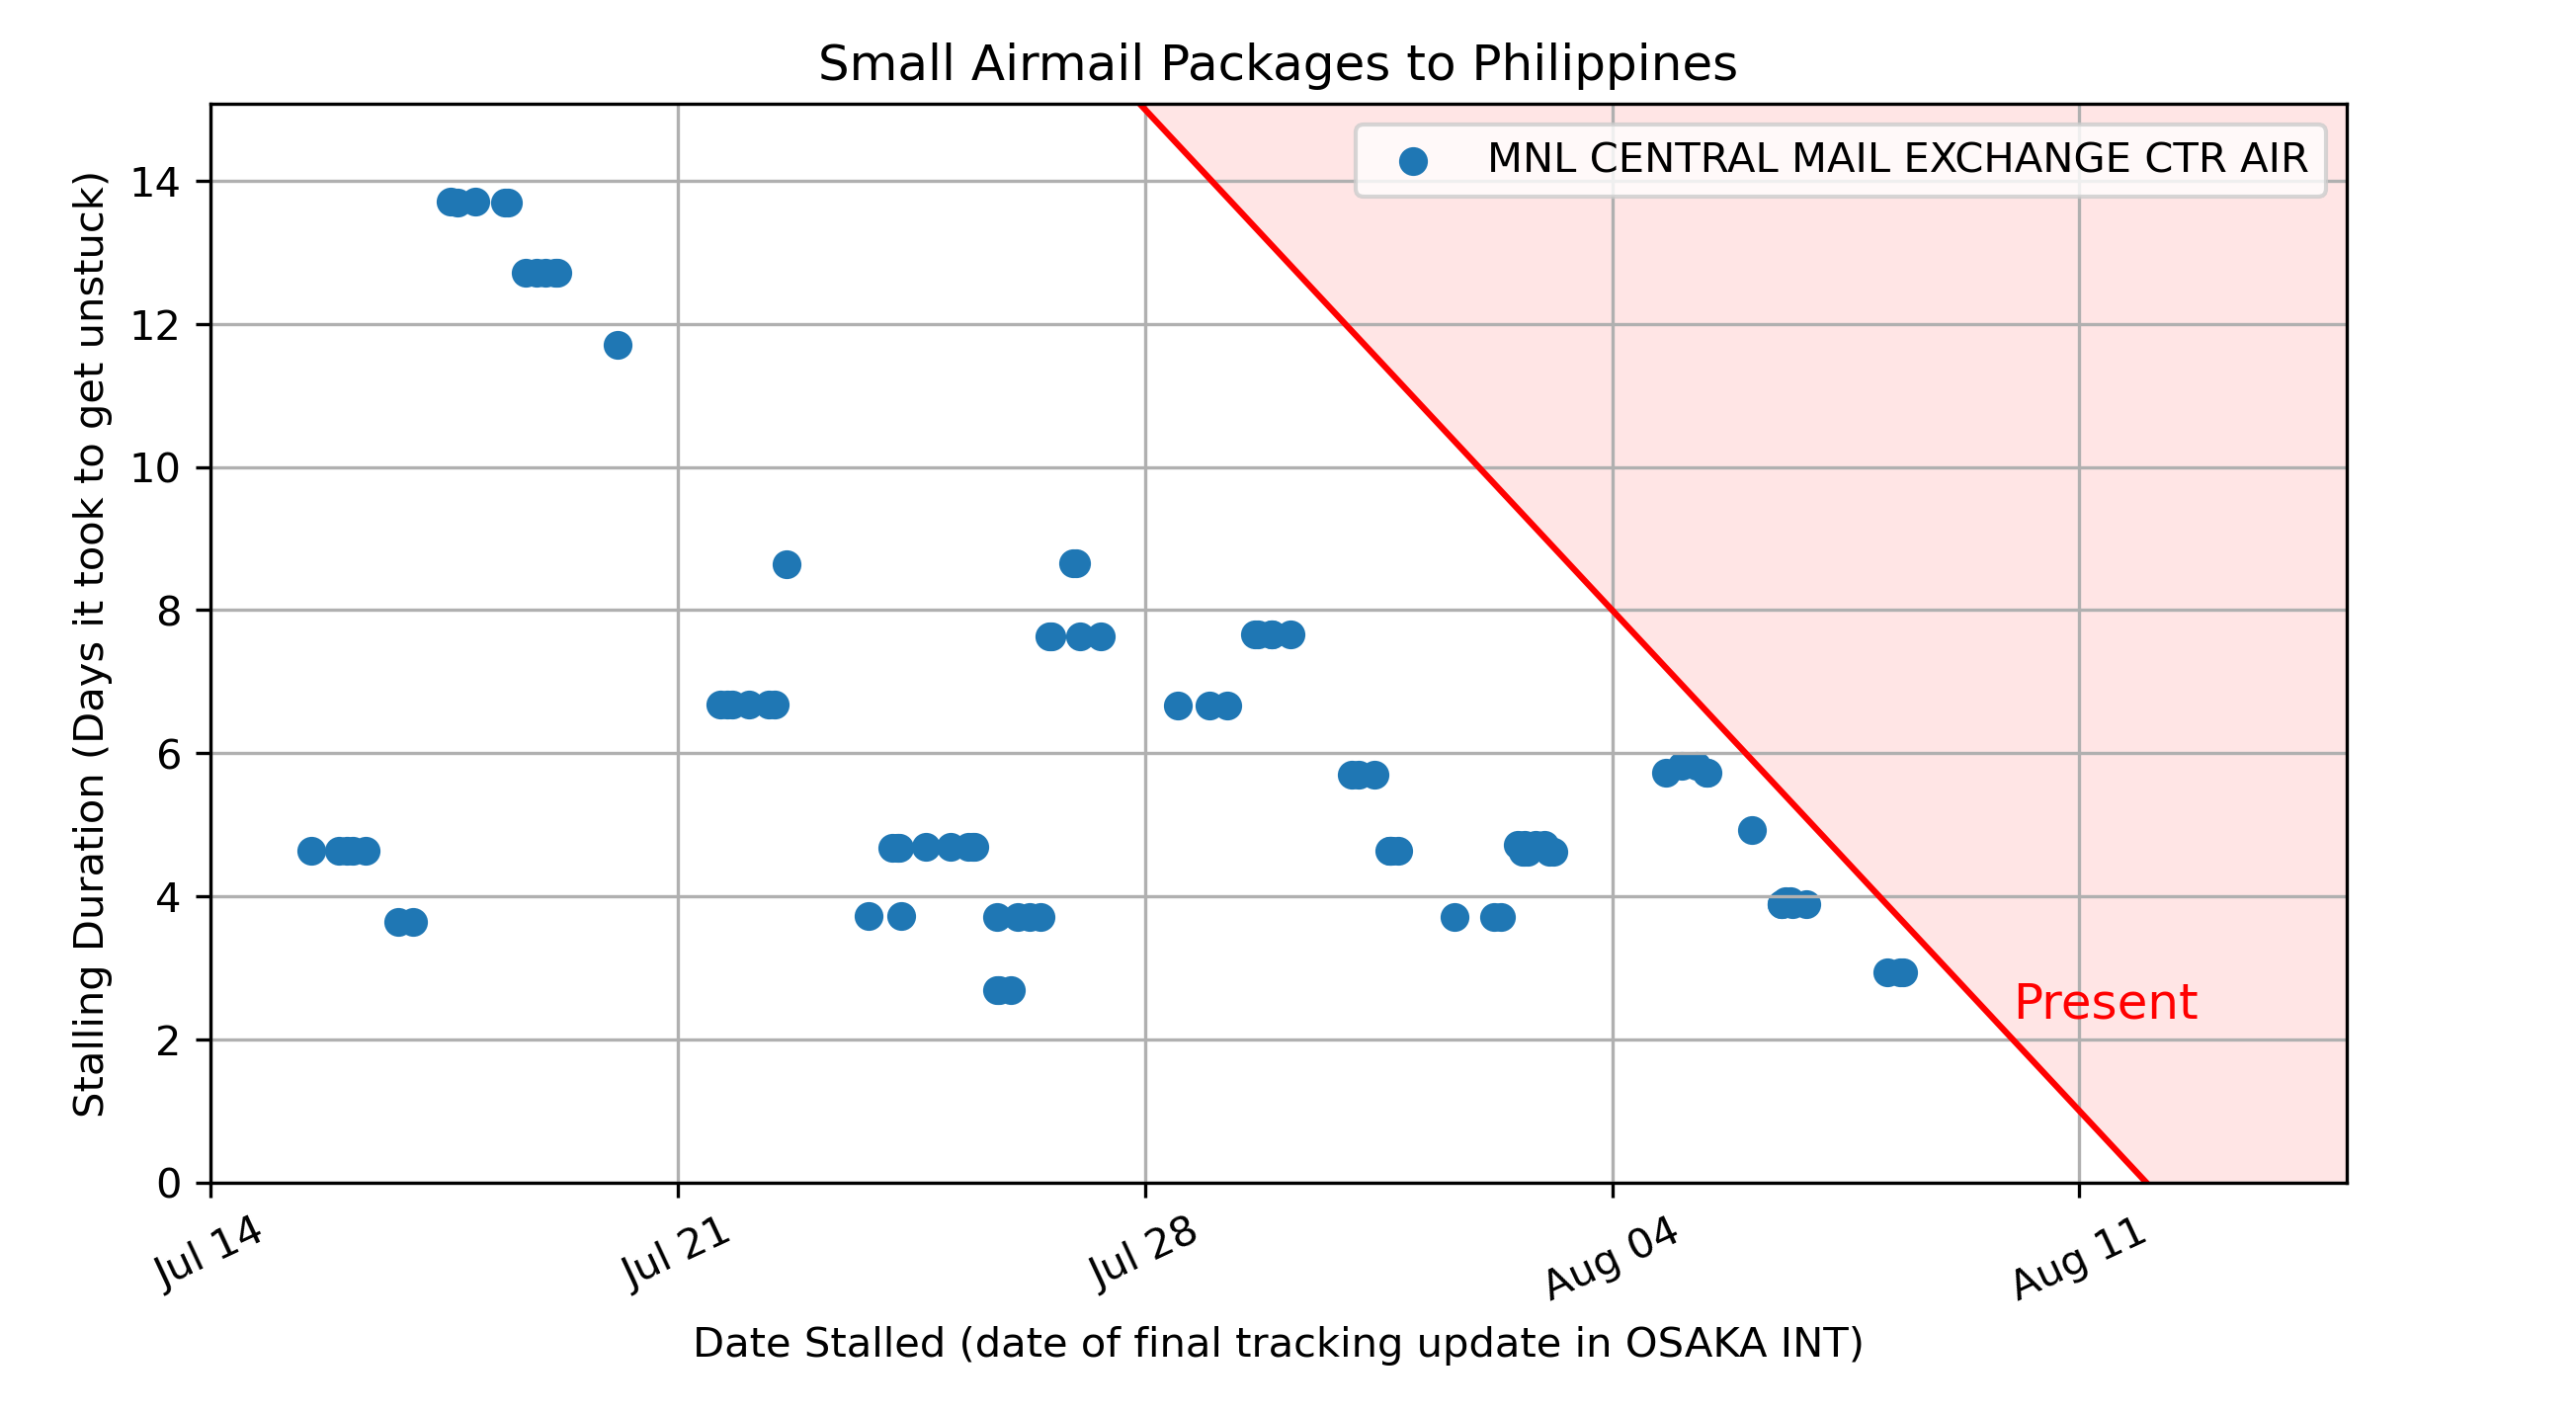 Small Airmail Packages to Philippines
MNL CENTRAL MAIL EXCHANGE CTR AIR
Stalling Duration (Days it took to get unstuck)
14
12
10
8
6
4
2
0
Present
Jul 14
Jul 21
Jul 28
Aug 04
Aug 11
Date Stalled (date of final tracking update in OSAKA INT)